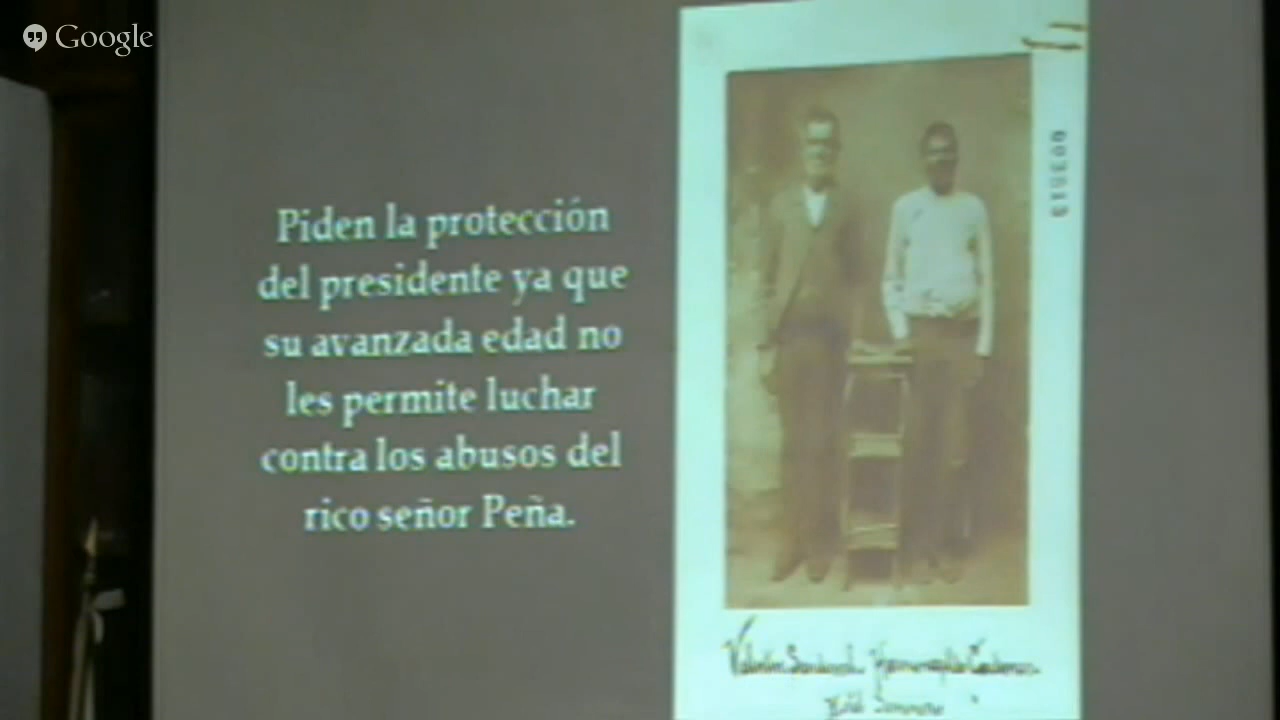 Google
Piden la protección
del presidente ya que
su avanzada edad no
les permite luchar
contra los abusos del
rico señor Peña.